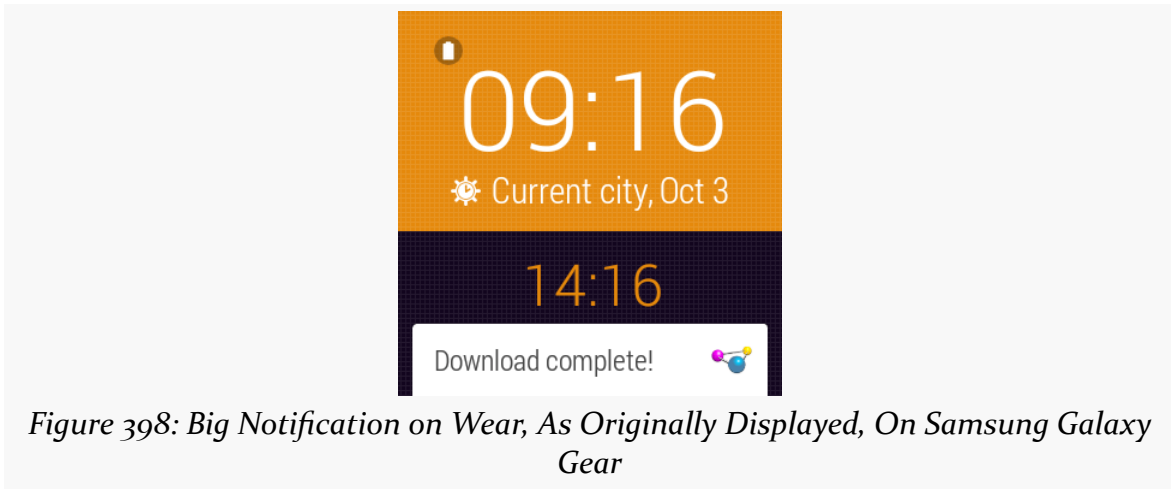 09:16
Current city, Oct 3
14:16
Download complete!
Figure 398: Big Notification on Wear, As Originally Displayed, On Samsung Galaxy
Gear